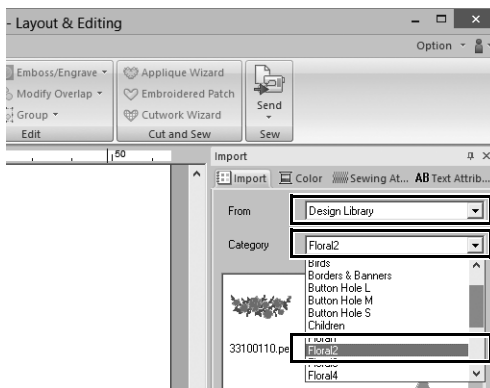 - Layout & Editing
Option
Emboss/Engrave
Modify Overlap
Group
Edit
Applique Wizard
Embroidered Patch
Cutwork Wizard
Cut and Sew
Send
Sew
50
Import
Import Color Sewing At... AB Text Attrib...
From Design Library
Category Floral2
Birds
Borders & Banners
Button Hole L
Button Hole M
Button Hole S
Children
Floral1
Floral2
Floral3
Floral4
33100110.pe